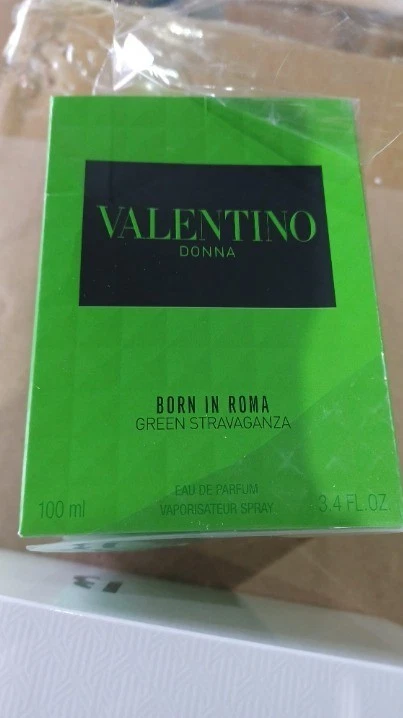 VALENTINO
DONNA
BORN IN ROMA
GREEN STRAVAGANZA
EAU DE PARFUM
100 ml
VAPORISATEUR SPRAY
3.4 FL.OZ